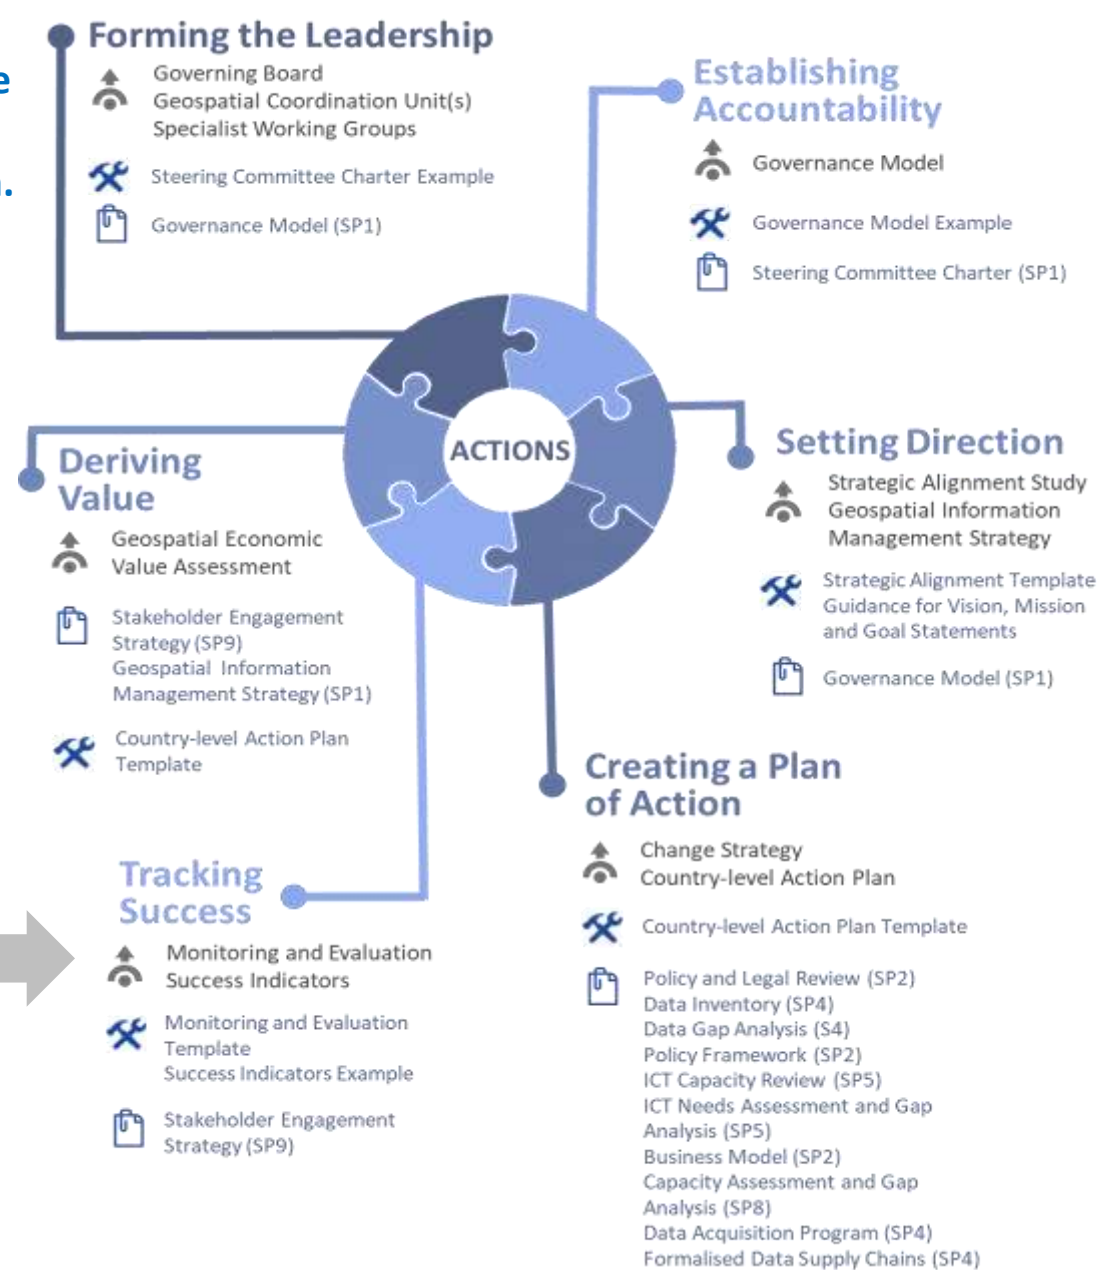 e
n.
Forming the Leadership
Governing Board
Geospatial Coordination Unit(s)
Specialist Working Groups
Steering Committee Charter Example
Governance Model (SP1)
Establishing
Accountability
Governance Model
Governance Model Example
Steering Committee Charter (SP1)
ACTIONS
Setting Direction
Strategic Alignment Study
Geospatial Information
Management Strategy
Strategic Alignment Template
Guidance for Vision, Mission
and Goal Statements
Governance Model (SP1)
Deriving
Value
Geospatial Economic
Value Assessment
Stakeholder Engagement
Strategy (SP9)
Geospatial Information
Management Strategy (SP1)
Country-level Action Plan
Template
Creating a Plan
of Action
Change Strategy
Country-level Action Plan
Country-level Action Plan Template
Policy and Legal Review (SP2)
Data Inventory (SP4)
Data Gap Analysis (S4)
Policy Framework (SP2)
ICT Capacity Review (SP5)
ICT Needs Assessment and Gap
Analysis (SP5)
Business Model (SP2)
Capacity Assessment and Gap
Analysis (SP8)
Data Acquisition Program (SP4)
Formalised Data Supply Chains (SP4)
Tracking
Success
Monitoring and Evaluation
Success Indicators
Monitoring and Evaluation
Template
Success Indicators Example
Stakeholder Engagement
Strategy (SP9)